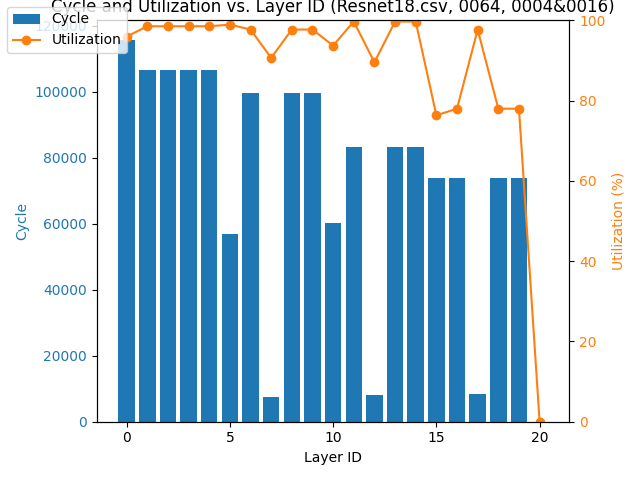 Cycle and Utilization vs. Layer ID (Resnet18.csv, 0064, 0004&0016)
Cycle
Utilization
120000
100000
80000
60000
40000
20000
0
Cycle
100
80
60
40
20
0
Utilization (%)
0 5 10 15 20
Layer ID